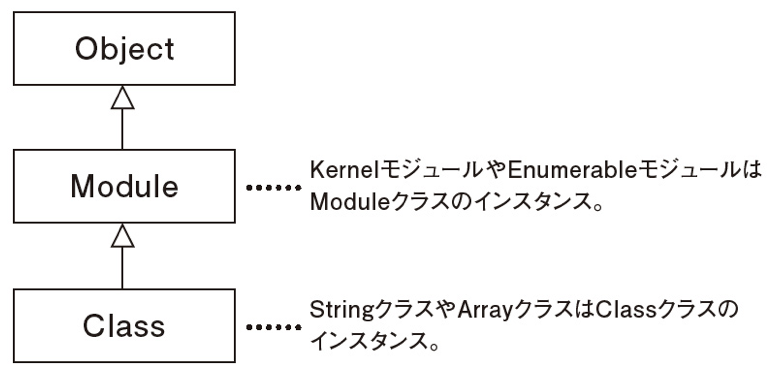 Object
Module
KernelモジュールやEnumerableモジュールは
Moduleクラスのインスタンス。
Class
StringクラスやArrayクラスはClassクラスの
インスタンス。